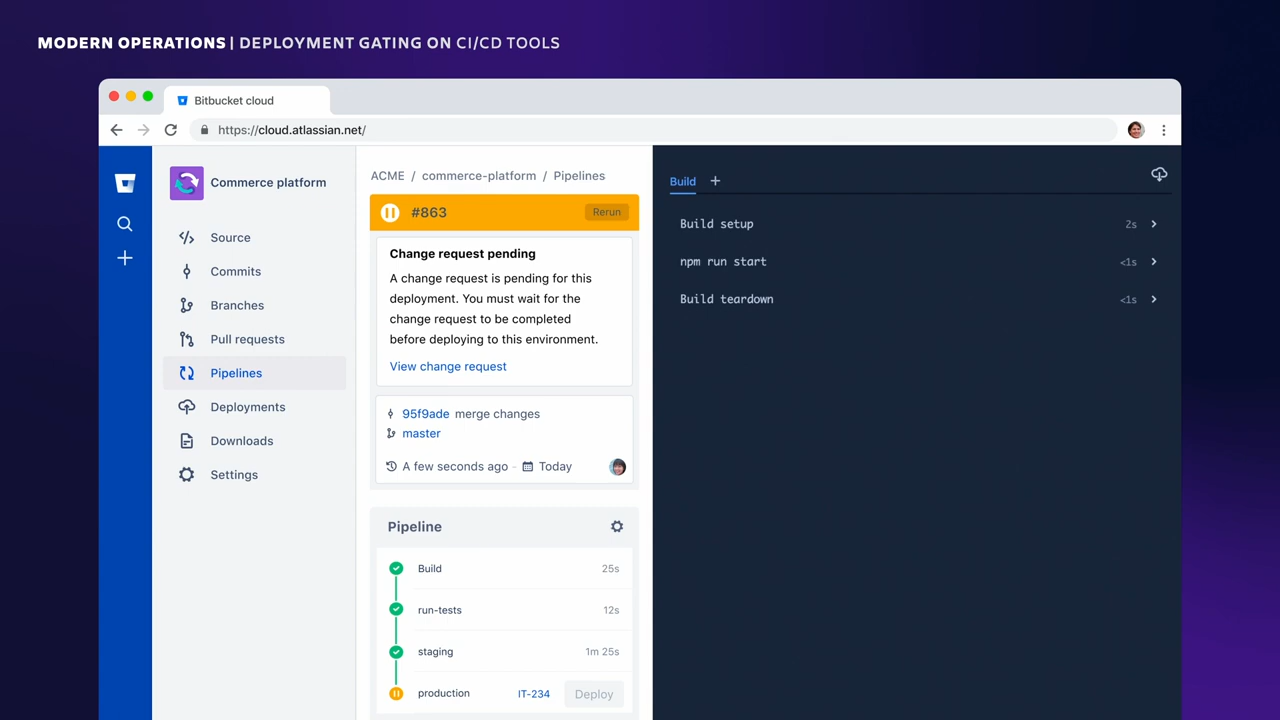 MODERN OPERATIONS | DEPLOYMENT GATING ON CI/CD TOOLS
Bitbucket cloud
https://cloud.atlassian.net/
Commerce platform
Source
Commits
Branches
Pull requests
Pipelines
Deployments
Downloads
Settings
ACME / commerce-platform / Pipelines
#863 Rerun
Change request pending
A change request is pending for this
deployment. You must wait for the
change request to be completed
before deploying to this environment.
View change request
95f9ade merge changes
master
A few seconds ago - Today
Pipeline
Build 25s
run-tests 12s
staging 1m 25s
production IT-234 Deploy
Build +
Build setup 2s
npm run start <1s
Build teardown <1s